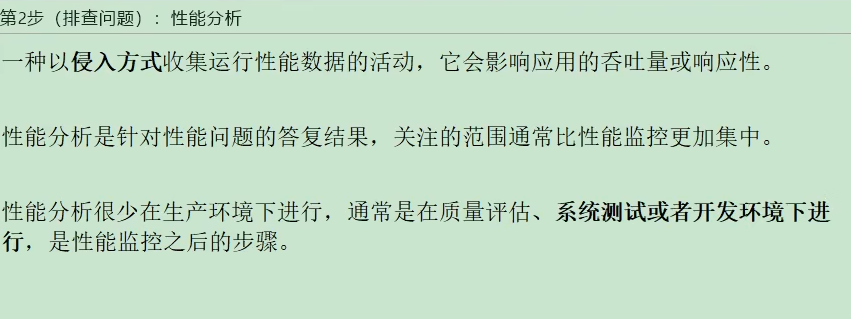 第2步（排查问题）：性能分析
一种以侵入方式收集运行性能数据的活动，它会影响应用的吞吐量或响应性。
性能分析是针对性能问题的答复结果，关注的范围通常比性能监控更加集中。
性能分析很少在生产环境下进行，通常是在质量评估、系统测试或者开发环境下进
行，是性能监控之后的步骤。